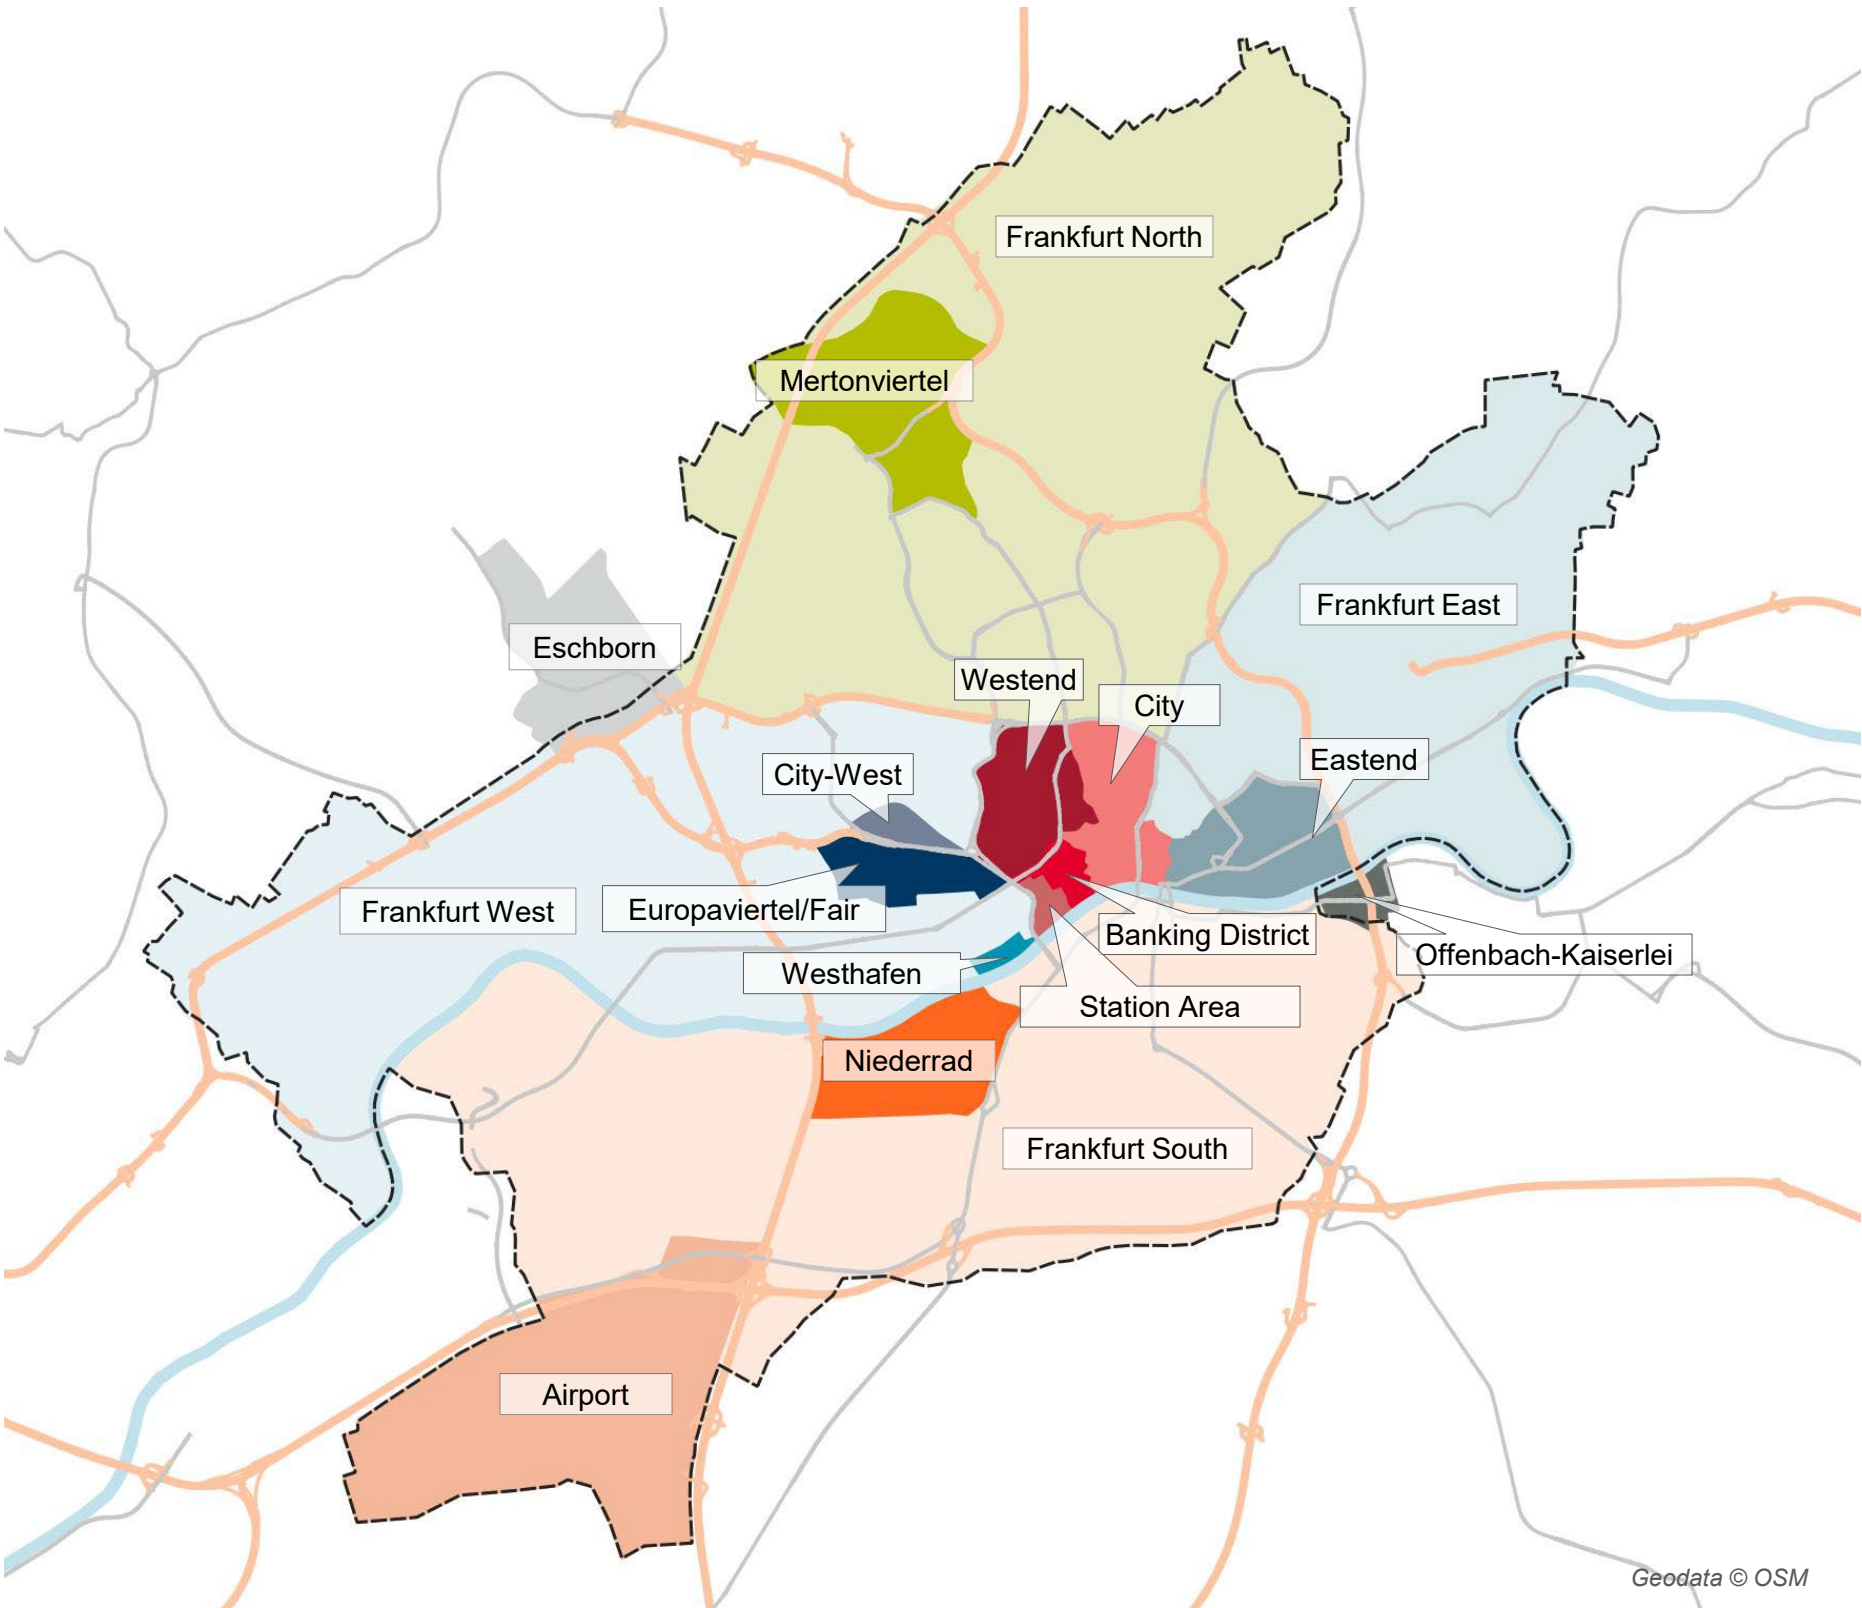 Frankfurt North
Mertonviertel
Frankfurt East
Eschborn
Westend
City
Eastend
City-West
Frankfurt West
Europaviertel/Fair
Banking District
Offenbach-Kaiserlei
Westhafen
Station Area
Niederrad
Frankfurt South
Airport
Geodata © OSM